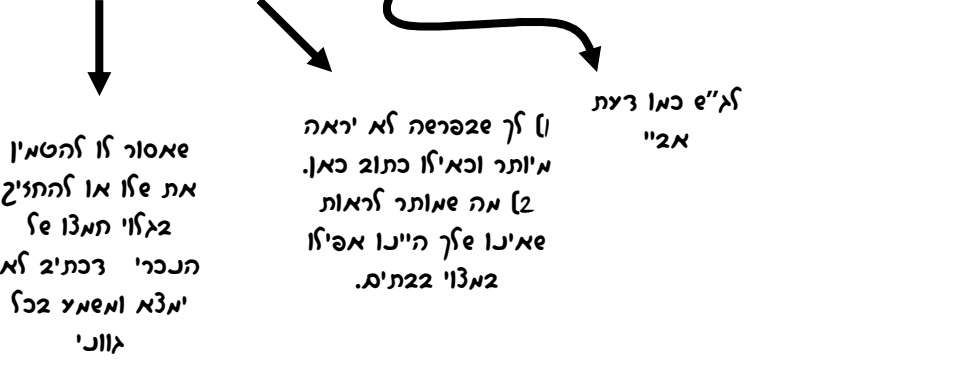 לג"ש כמו דעת
אביי
1) לך שבפרשה לא יראה
מיותר וכאילו כתוב כאן.
2) מה שמותר לראות
שאינו שלך היינו אפילו
במצוי בבתים.
שאסור לו להטמין
את שלו או להחזיק
בגלוי חמצו של
הנכרי דכתיב לא
ימצא ומשמע בכל
גווני